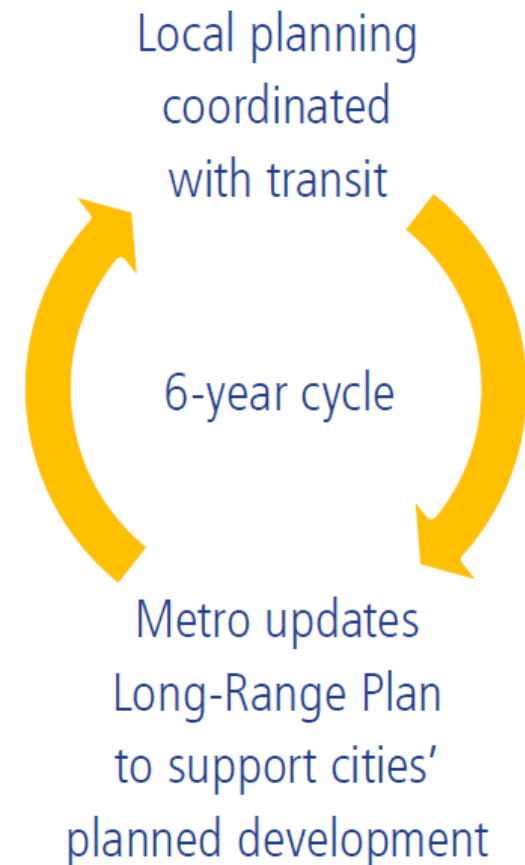 Local planning
coordinated
with transit
6-year cycle
Metro updates
Long-Range Plan
to support cities’
planned development